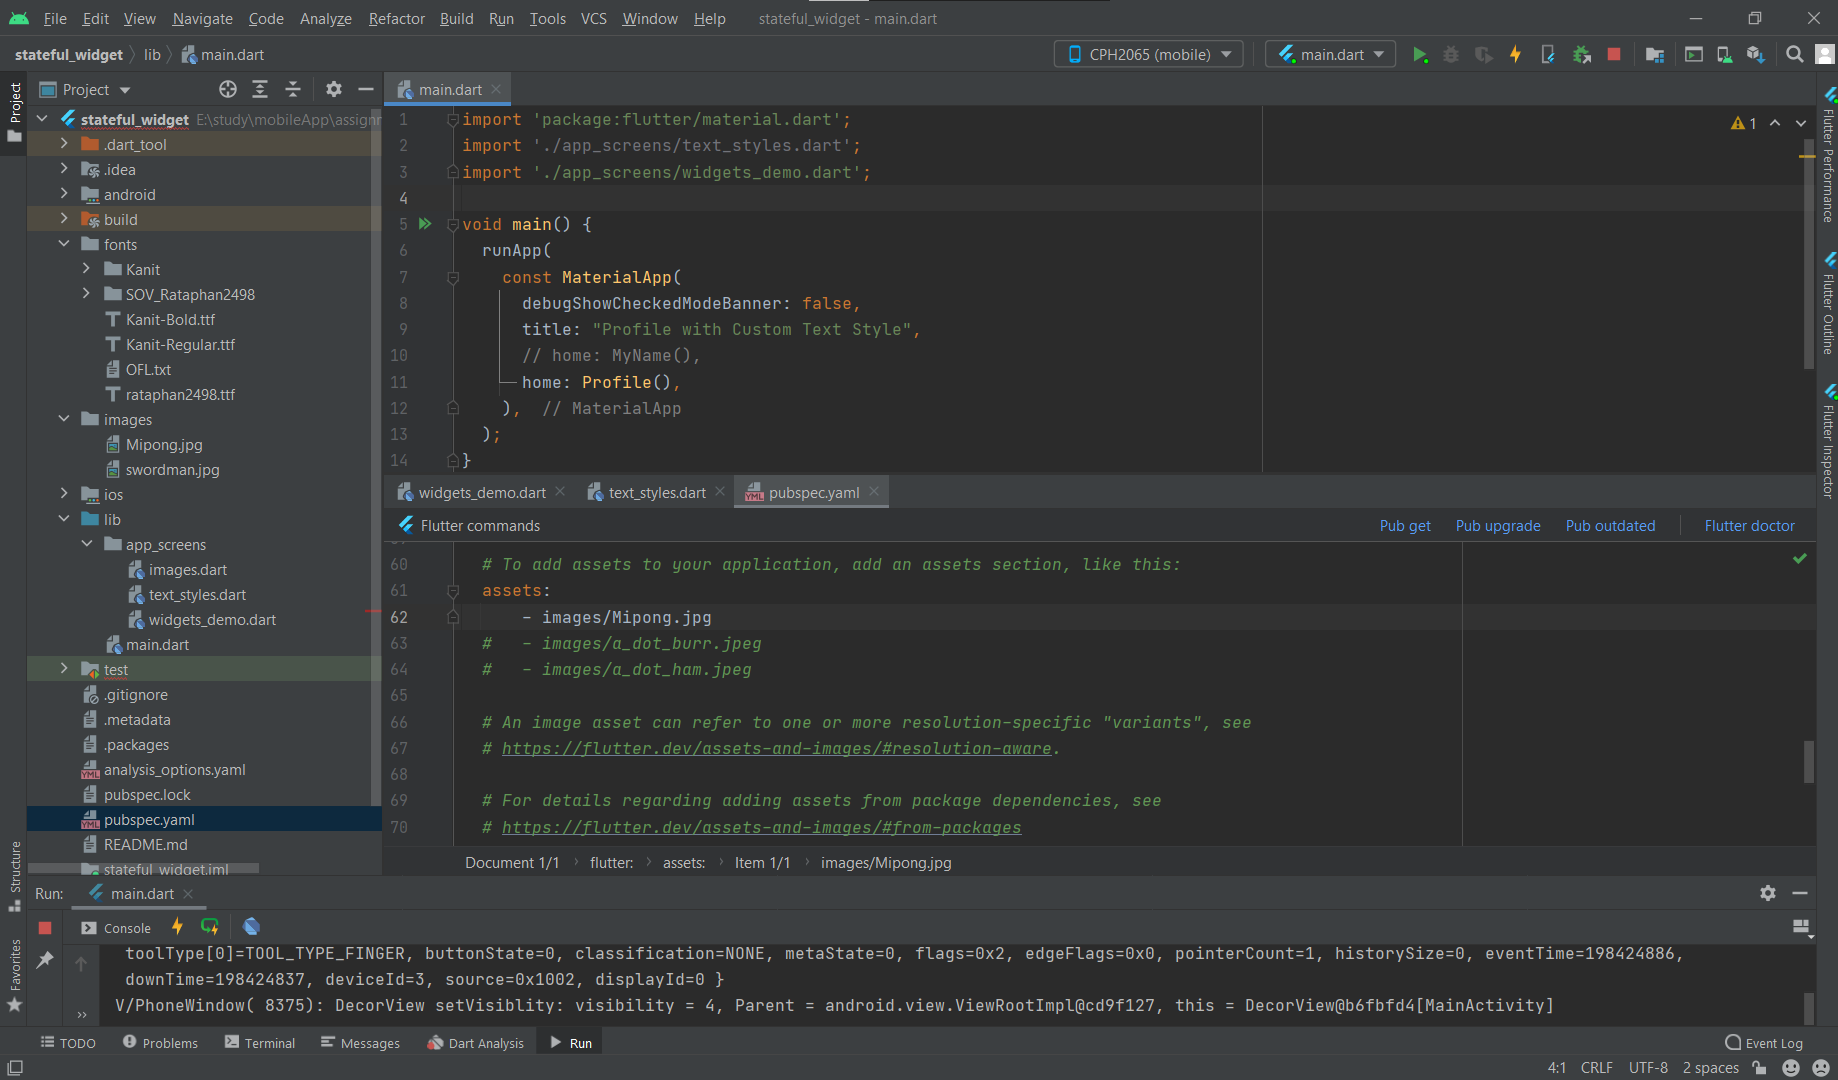 File Edit View Navigate Code Analyze Refactor Build Run Tools VCS Window Help stateful_widget - main.dart
stateful_widget lib main.dart
CPH2065 (mobile) main.dart
Project
Project
main.dart
stateful_widget E:\study\mobileApp\assignr
.dart_tool
.idea
android
build
fonts
Kanit
SOV_Rataphan2498
Kanit-Bold.ttf
Kanit-Regular.ttf
OFL.txt
rataphan2498.ttf
images
Mipong.jpg
swordman.jpg
ios
lib
app_screens
images.dart
text_styles.dart
widgets_demo.dart
main.dart
test
.gitignore
.metadata
.packages
analysis_options.yaml
pubspec.lock
pubspec.yaml
README.md
stateful_widget.iml
1 import 'package:flutter/material.dart';
2 import './app_screens/text_styles.dart';
3 import './app_screens/widgets_demo.dart';
4
5 void main() {
6 runApp(
7 const MaterialApp(
8 debugShowCheckedModeBanner: false,
9 title: "Profile with Custom Text Style",
10 // home: MyName(),
11 home: Profile(),
12 ), // MaterialApp
13 );
14 }
1
Flutter Performance
Flutter Outline
Flutter Inspector
widgets_demo.dart text_styles.dart pubspec.yaml
Flutter commands Pub get Pub upgrade Pub outdated Flutter doctor
60 # To add assets to your application, add an assets section, like this:
61 assets:
62 - images/Mipong.jpg
63 # - images/a_dot_burr.jpeg
64 # - images/a_dot_ham.jpeg
65
66 # An image asset can refer to one or more resolution-specific "variants", see
67 # https://flutter.dev/assets-and-images/#resolution-aware.
68
69 # For details regarding adding assets from package dependencies, see
70 # https://flutter.dev/assets-and-images/#from-packages
Document 1/1 flutter: assets: Item 1/1 images/Mipong.jpg
Structure
Favorites
Run: main.dart
Console
toolType[0]=TOOL_TYPE_FINGER, buttonState=0, classification=NONE, metaState=0, flags=0x2, edgeFlags=0x0, pointerCount=1, historySize=0, eventTime=198424886,
downTime=198424837, deviceId=3, source=0x1002, displayId=0 }
V/PhoneWindow( 8375): DecorView setVisiblity: visibility = 4, Parent = android.view.ViewRootImpl@cd9f127, this = DecorView@b6fbfd4[MainActivity]
TODO Problems Terminal Messages Dart Analysis Run Event Log
4:1 CRLF UTF-8 2 spaces